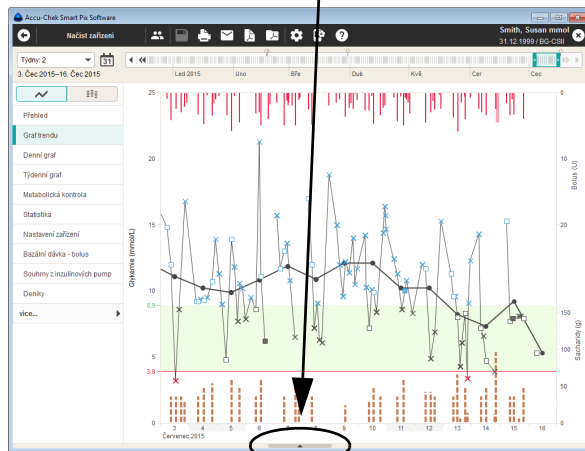 Accu-Chek Smart Pix Software
Načíst zařízení
Smith, Susan mmol
31.12.1999 / BG-CSII
Týdny: 2
31
3. Čec 2015–16. Čec 2015
Led 2015 Uno Bře Dub Kvě Cer Cec
Přehled
Graf trendu
Denní graf
Týdenní graf
Metabolická kontrola
Statistika
Nastavení zařízení
Bazální dávka - bolus
Souhrny z inzulínových pump
Deníky
více...
Glykémie (mmol/L)
25
20
15
10
8,9
5
3,9
0
10
20
Bolus (U)
150
100
50
0
Sacharidy (g)
3 4 5 6 7 8 9 10 11 12 13 14 15 16
Červenec 2015